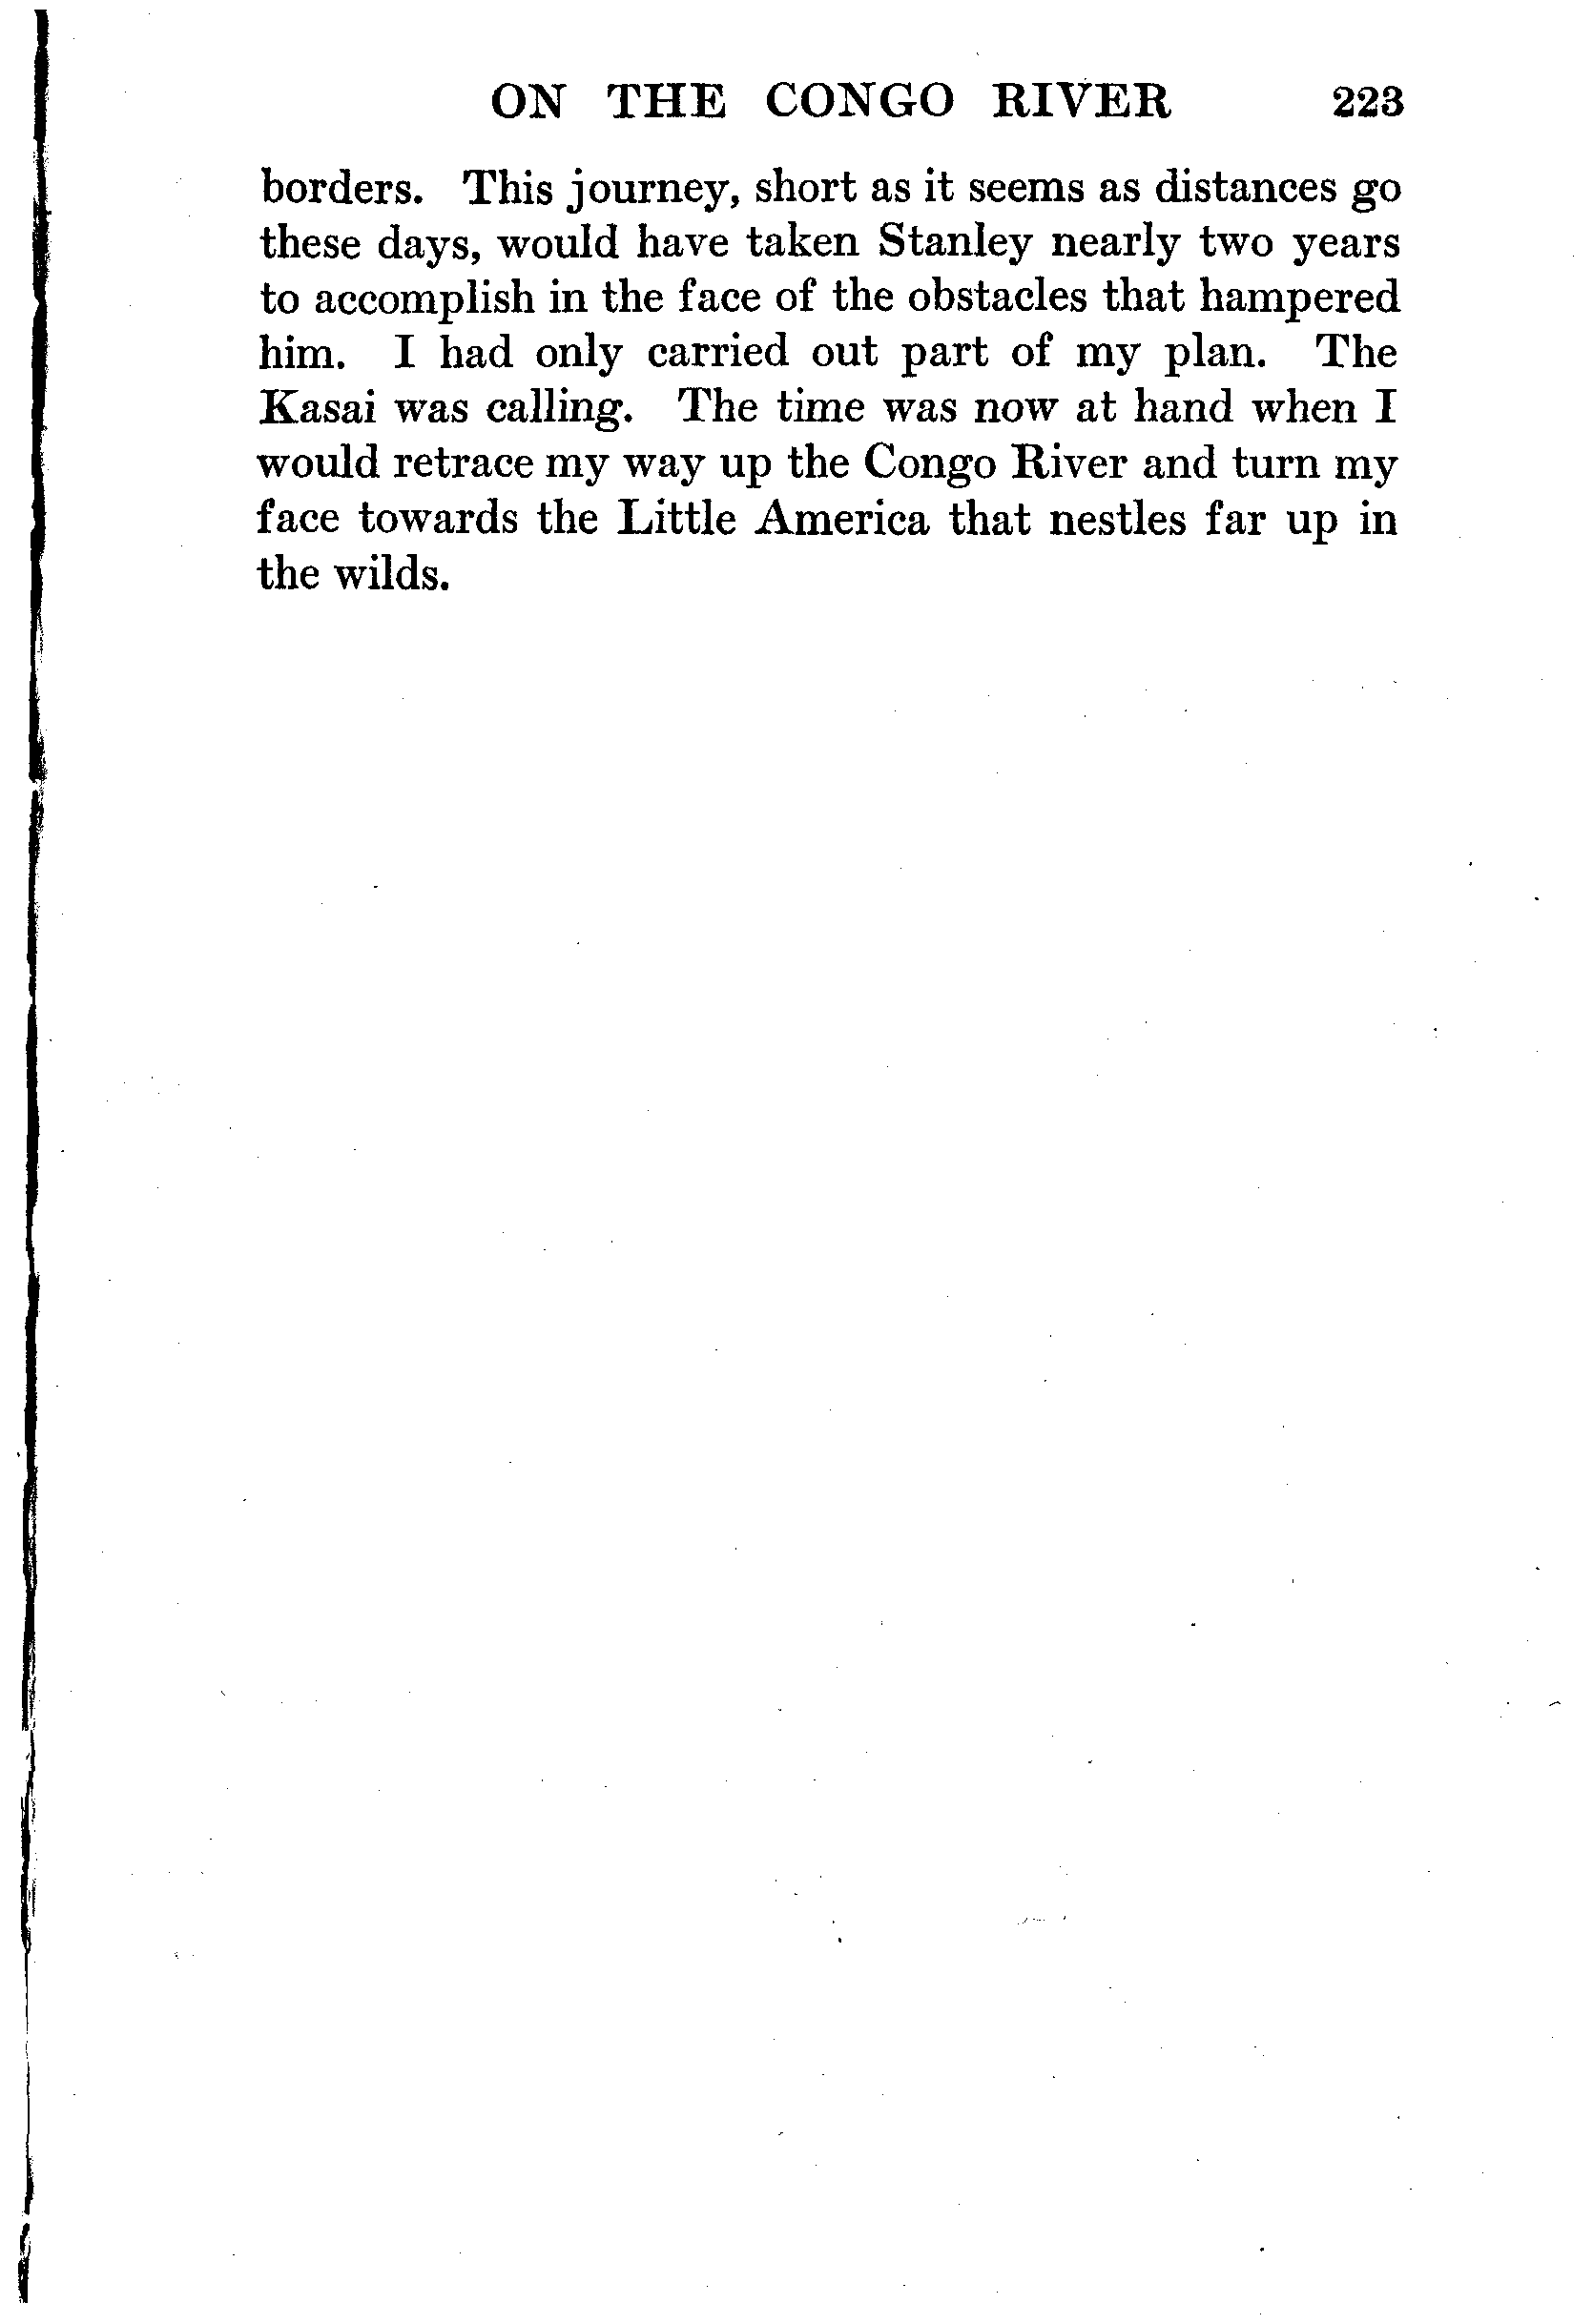 ON THE CONGO RIVER 223
borders. This journey, short as it seems as distances go
these days, would have taken Stanley nearly two years
to accomplish in the face of the obstacles that hampered
him. I had only carried out part of my plan. The
Kasai was calling. The time was now at hand when I
would retrace my way up the Congo River and turn my
face towards the Little America that nestles far up in
the wilds.